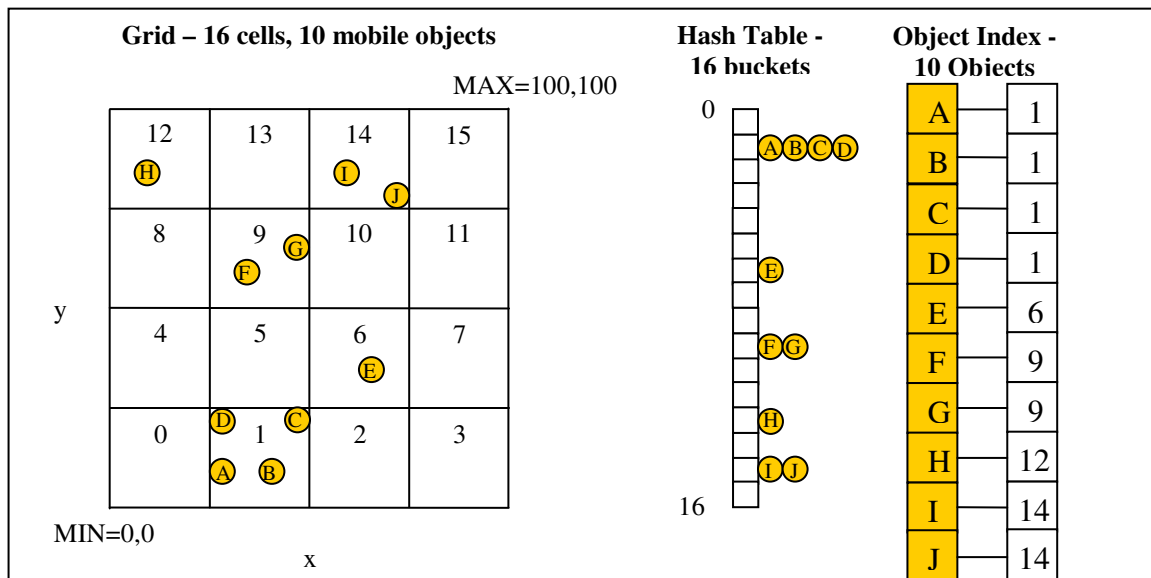 Grid – 16 cells, 10 mobile objects
MAX=100,100
12 13 14 15
H I J
8 9 10 11
G
F
y
4 5 6 7
E
D C
0 1 2 3
A B
MIN=0,0
x
Hash Table -
16 buckets
0
A B C D
E
F G
H
I J
16
Object Index -
10 Objects
A 1
B 1
C 1
D 1
E 6
F 9
G 9
H 12
I 14
J 14